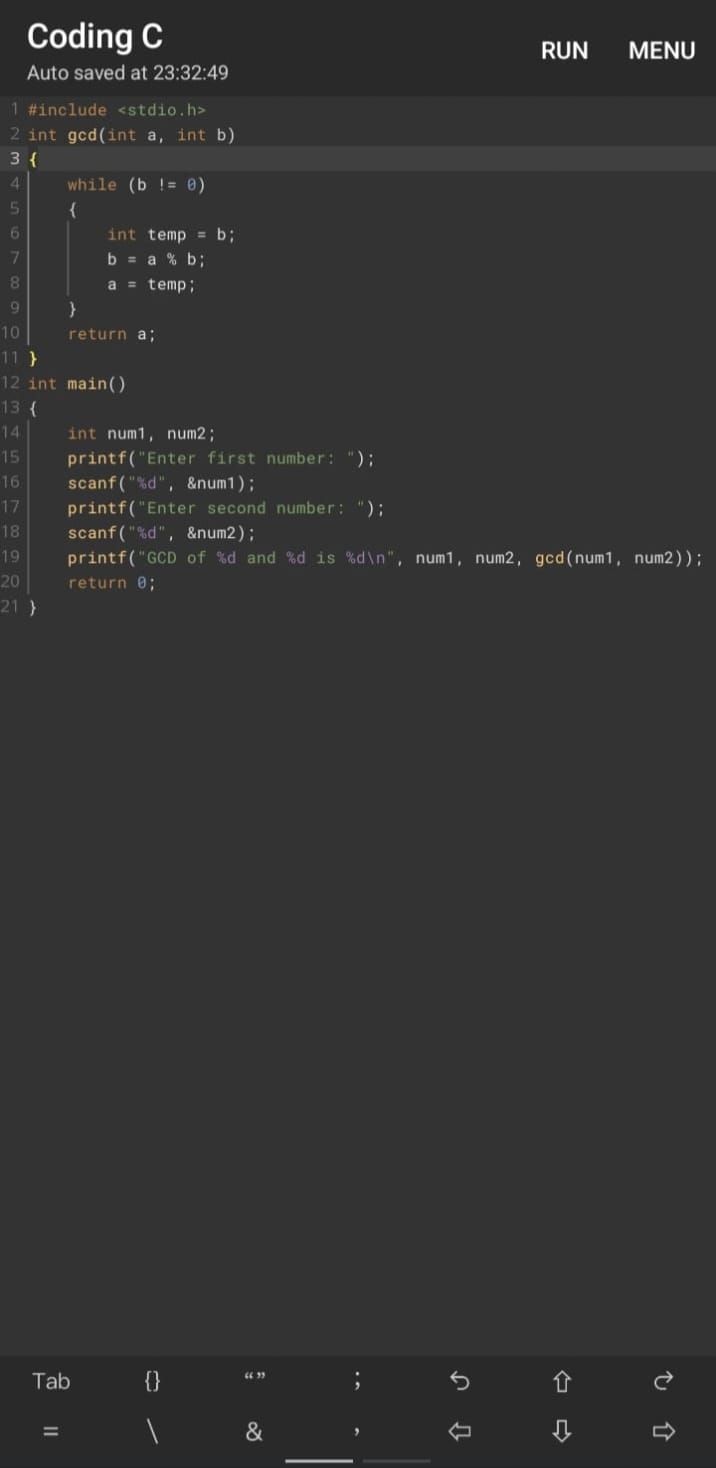 Coding C
RUN MENU
Auto saved at 23:32:49
1 #include <stdio.h>
2 int gcd(int a, int b)
3 {
4     while (b != 0)
5     {
6         int temp = b;
7         b = a % b;
8         a = temp;
9     }
10     return a;
11 }
12 int main()
13 {
14     int num1, num2;
15     printf("Enter first number: ");
16     scanf("%d", &num1);
17     printf("Enter second number: ");
18     scanf("%d", &num2);
19     printf("GCD of %d and %d is %d\n", num1, num2, gcd(num1, num2));
20     return 0;
21 }
Tab {} “” ;
= \ & ,